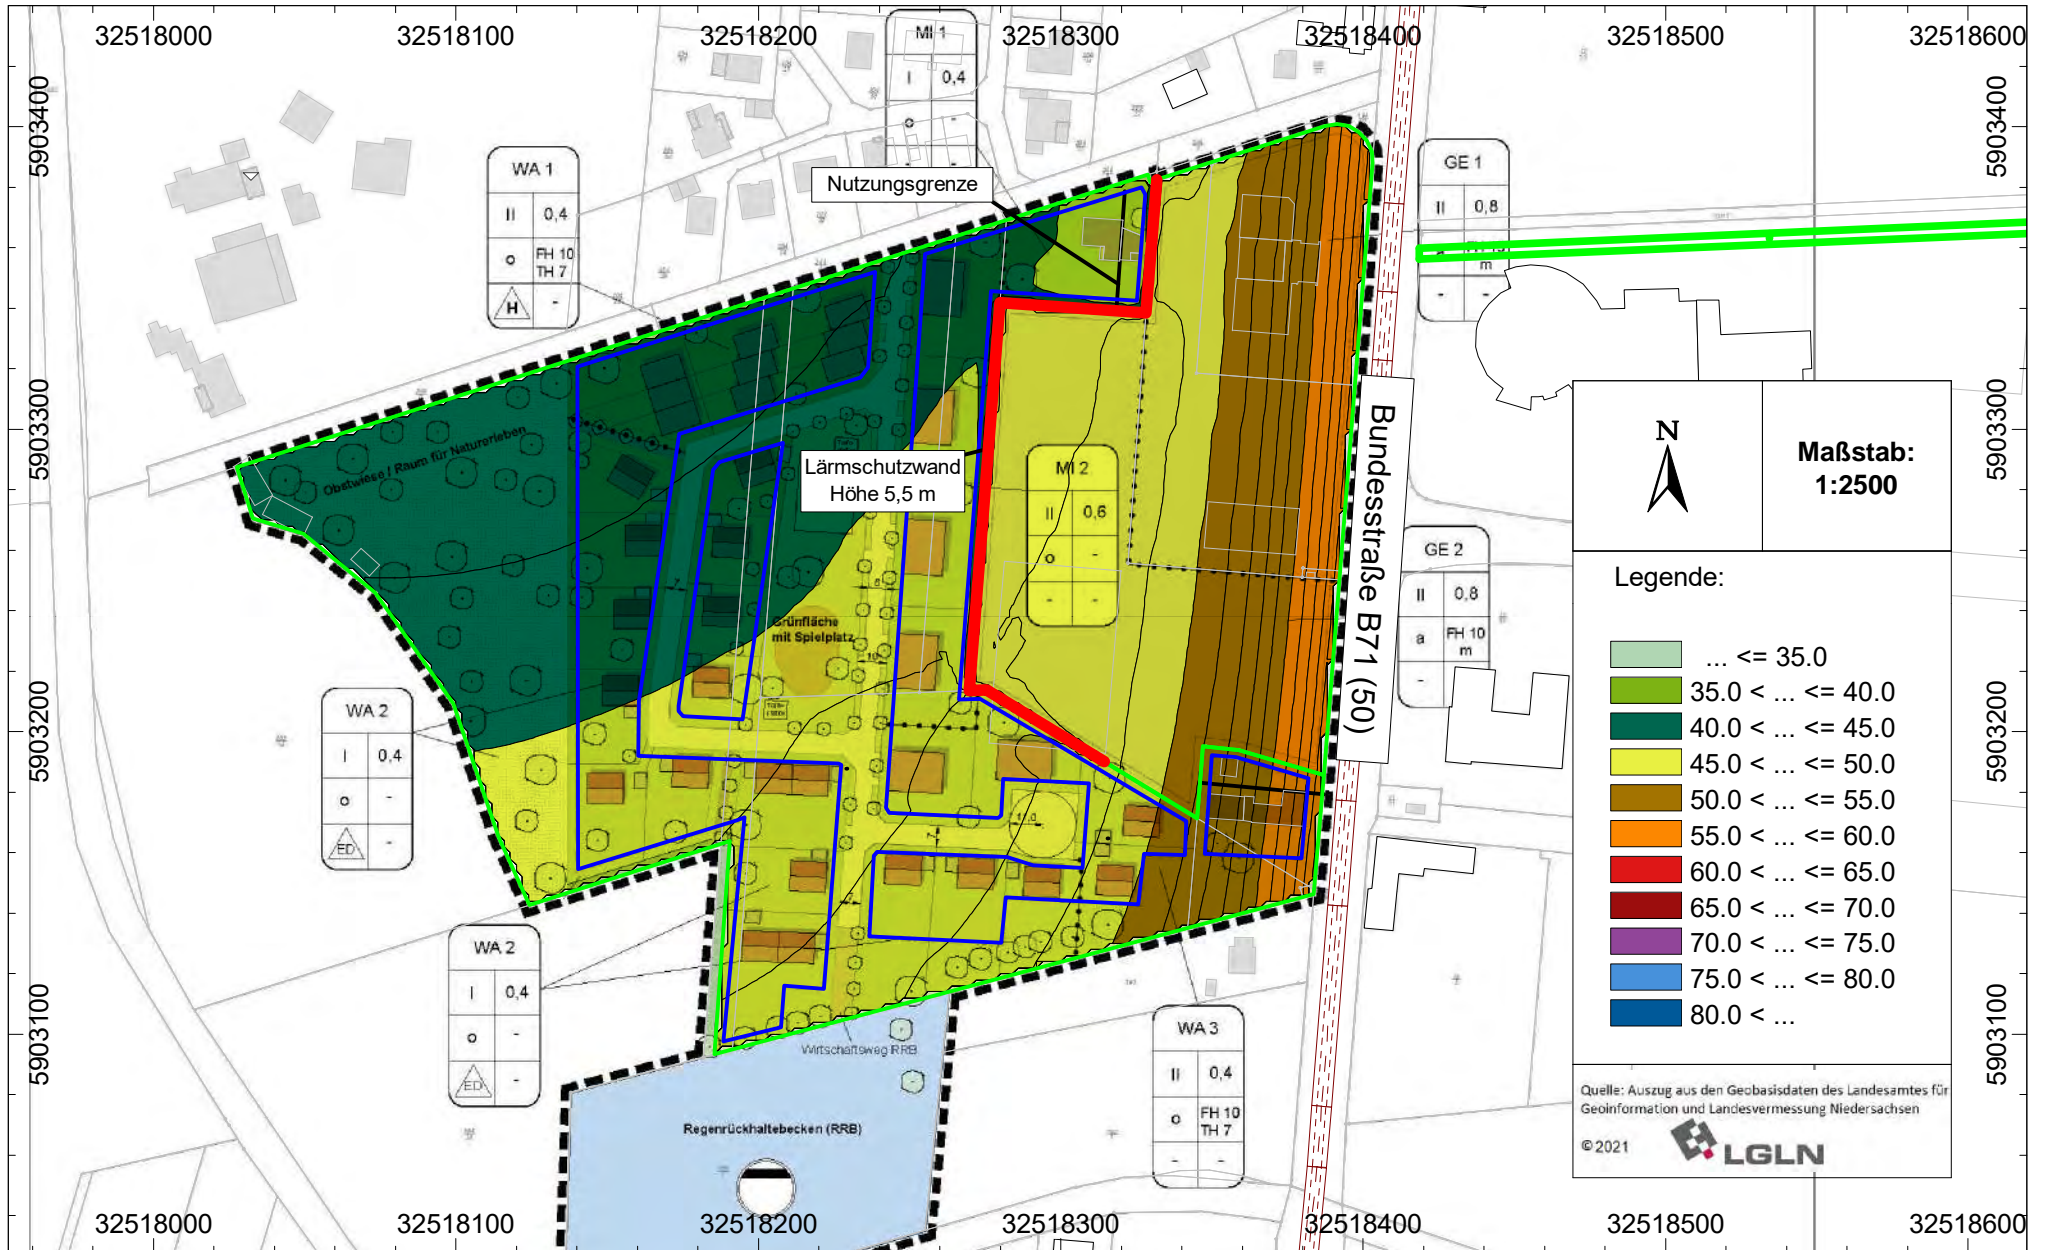 32518000
32518100
32518200
32518300
32518400
32518500
32518600
5903400
5903300
5903200
5903100
5903400
5903300
5903200
5903100
MI 1
I 0,4
o -
- -
WA 1
II 0,4
o FH 10
TH 7
H -
Nutzungsgrenze
GE 1
II 0,8
m
- -
Obstwiese / Raum für Naturerleben
Lärmschutzwand
Höhe 5,5 m
MI 2
II 0,6
o -
- -
Bundesstraße B71 (50)
GE 2
II 0,8
a FH 10
m
-
Grünfläche
mit Spielplatz
WA 2
I 0,4
o -
ED -
WA 2
I 0,4
o -
ED -
WA 3
II 0,4
o FH 10
TH 7
- -
Wirtschaftsweg RRB
Regenrückhaltebecken (RRB)
N
Maßstab:
1:2500
Legende:
... <= 35.0
35.0 < ... <= 40.0
40.0 < ... <= 45.0
45.0 < ... <= 50.0
50.0 < ... <= 55.0
55.0 < ... <= 60.0
60.0 < ... <= 65.0
65.0 < ... <= 70.0
70.0 < ... <= 75.0
75.0 < ... <= 80.0
80.0 < ...
Quelle: Auszug aus den Geobasisdaten des Landesamtes für
Geoinformation und Landesvermessung Niedersachsen
© 2021
LGLN
32518000
32518100
32518200
32518300
32518400
32518500
32518600